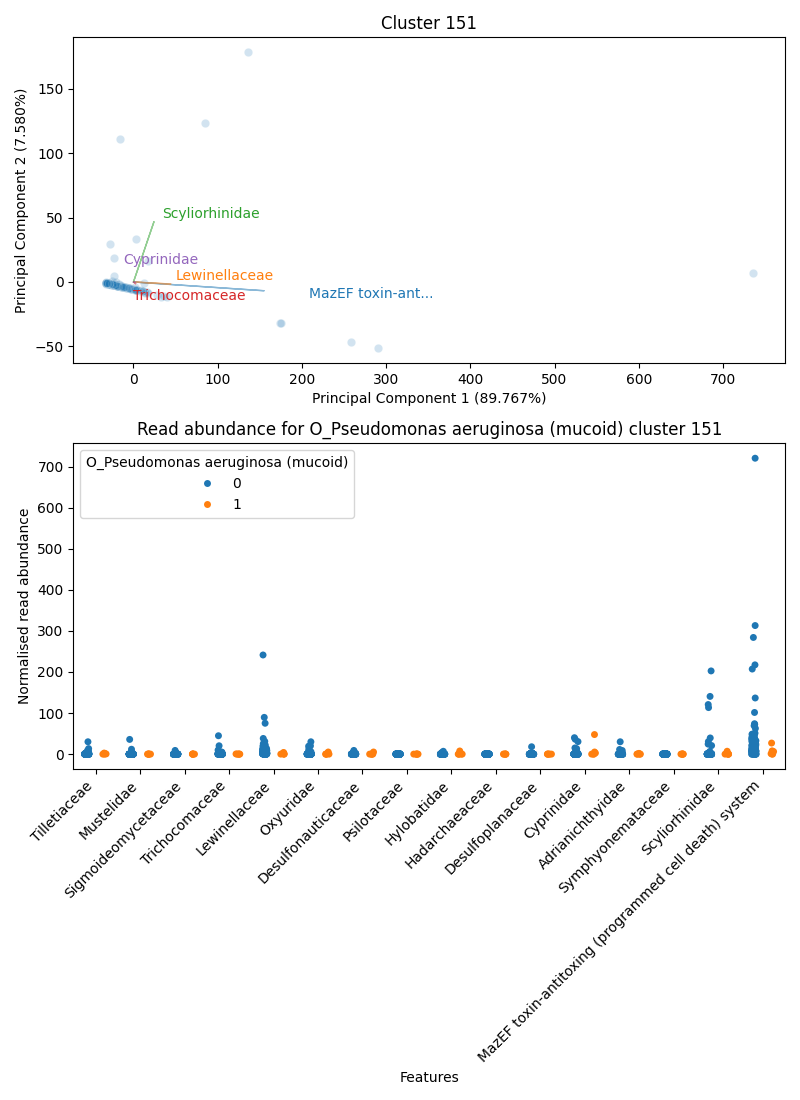 Cluster 151
Principal Component 2 (7.580%)
150
100
50
0
−50
Scyliorhinidae
Cyprinidae
Lewinellaceae
Trichocomaceae
MazEF toxin-ant...
0 100 200 300 400 500 600 700
Principal Component 1 (89.767%)
Read abundance for O_Pseudomonas aeruginosa (mucoid) cluster 151
O_Pseudomonas aeruginosa (mucoid)
0
1
Normalised read abundance
700
600
500
400
300
200
100
0
Tilletiaceae
Mustelidae
Sigmoideomycetaceae
Trichocomaceae
Lewinellaceae
Oxyuridae
Desulfonauticaceae
Psilotaceae
Hylobatidae
Hadarchaeaceae
Desulfoplanaceae
Cyprinidae
Adrianichthyidae
Symphyonemataceae
Scyliorhinidae
MazEF toxin-antitoxing (programmed cell death) system
Features